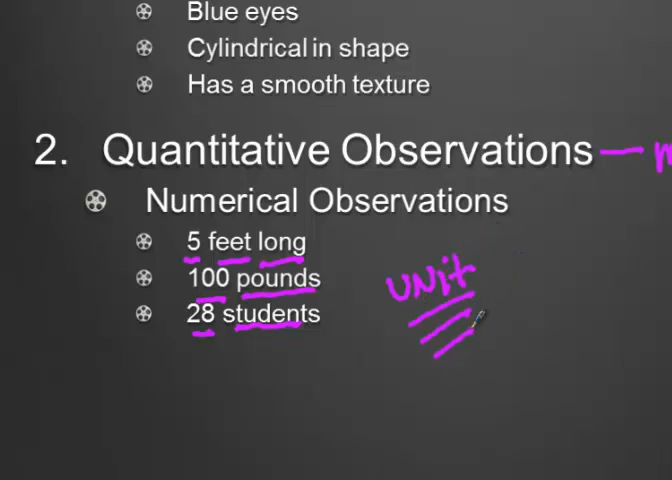 Blue eyes
Cylindrical in shape
Has a smooth texture
2. Quantitative Observations —
Numerical Observations
5 feet long
100 pounds
UNit
28 students